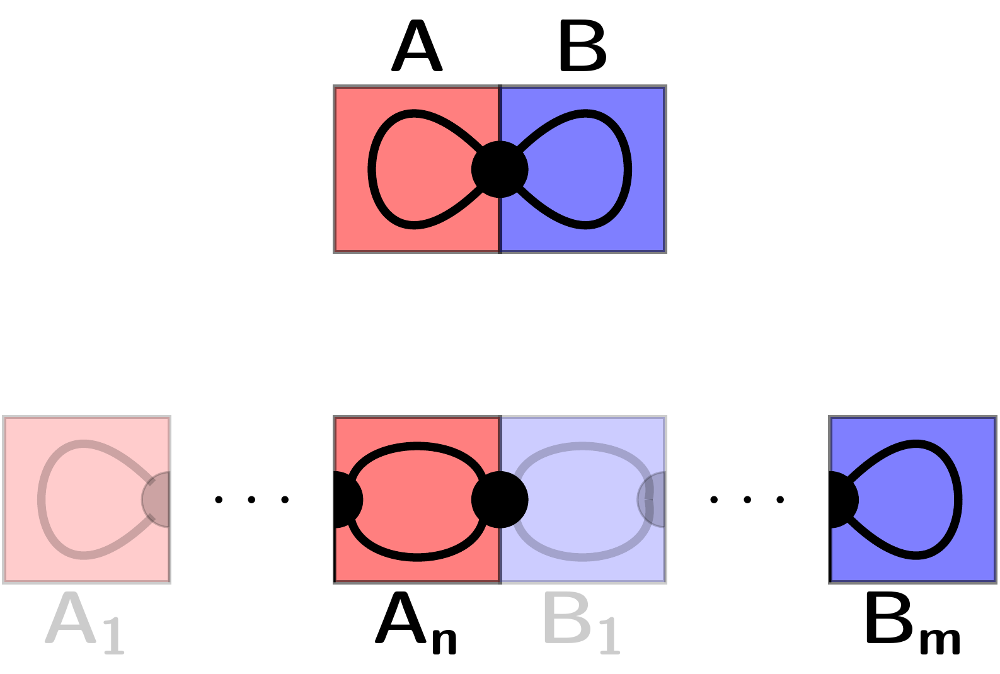 A B
. . . . . .
A₁ Aₙ B₁ Bₘ